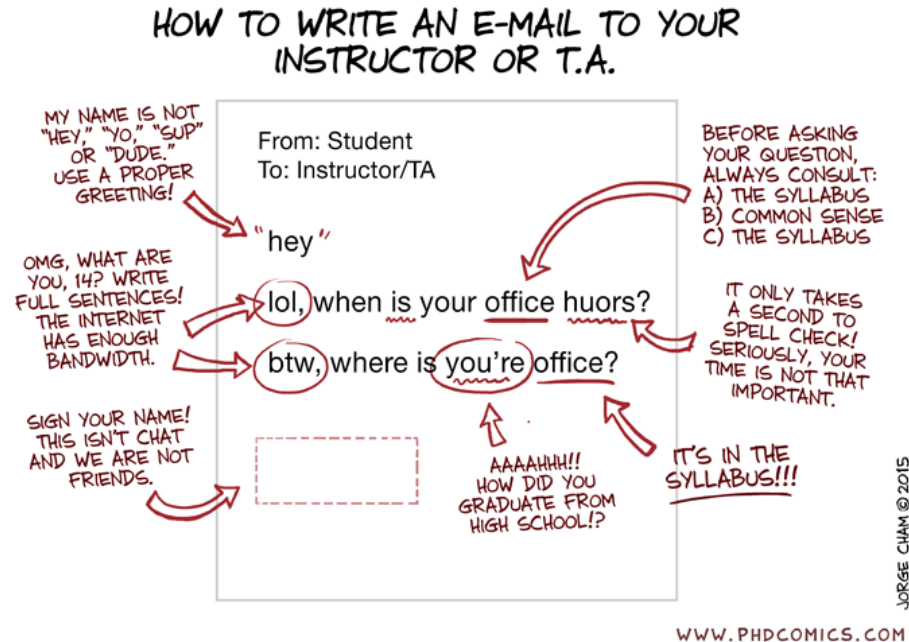 HOW TO WRITE AN E-MAIL TO YOUR
INSTRUCTOR OR T.A.
MY NAME IS NOT
"HEY," "YO," "SUP"
OR "DUDE."
USE A PROPER
GREETING!
From: Student
To: Instructor/TA
BEFORE ASKING
YOUR QUESTION,
ALWAYS CONSULT:
A) THE SYLLABUS
B) COMMON SENSE
C) THE SYLLABUS
"hey"
OMG, WHAT ARE
YOU, 14? WRITE
FULL SENTENCES!
THE INTERNET
HAS ENOUGH
BANDWIDTH.
lol, when is your office huors?
btw, where is you're office?
IT ONLY TAKES
A SECOND TO
SPELL CHECK!
SERIOUSLY, YOUR
TIME IS NOT THAT
IMPORTANT.
SIGN YOUR NAME!
THIS ISN'T CHAT
AND WE ARE NOT
FRIENDS.
AAAAHHH!!
HOW DID YOU
GRADUATE FROM
HIGH SCHOOL!?
IT'S IN THE
SYLLABUS!!!
JORGE CHAM © 2015
WWW.PHDCOMICS.COM